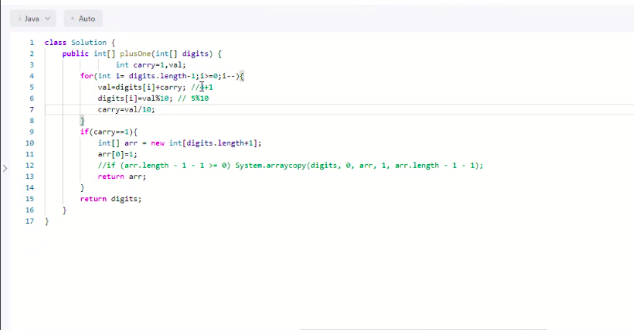 Java Auto
1 class Solution {
2 public int[] plusOne(int[] digits) {
3 int carry=1,val;
4 for(int i= digits.length-1;i>=0;i--){
5 val=digits[i]+carry; //+1
6 digits[i]=val%10; // 5%10
7 carry=val/10;
8 }
9 if(carry==1){
10 int[] arr = new int[digits.length+1];
11 arr[0]=1;
12 //if (arr.length - 1 - 1 >= 0) System.arraycopy(digits, 0, arr, 1, arr.length - 1 - 1);
13 return arr;
14 }
15 return digits;
16 }
17 }